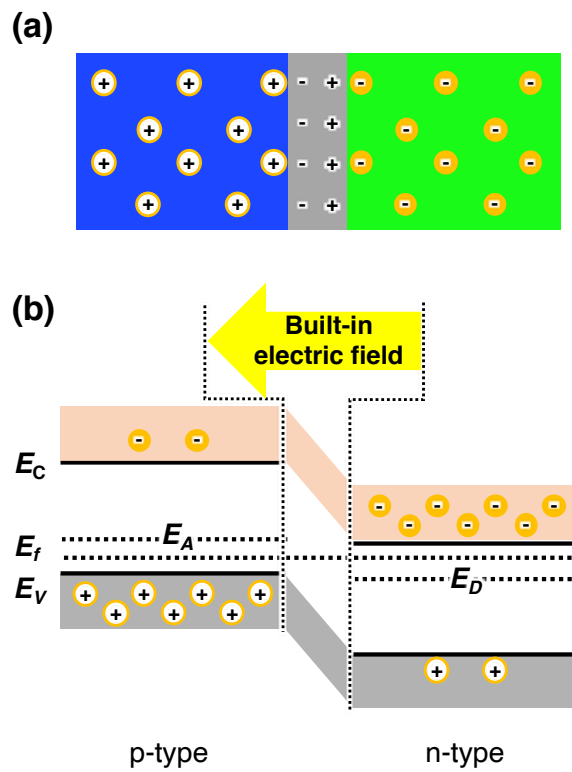 (a)
(b)
Built-in
electric field
E_C
E_A
E_f
E_V
E_D
p-type
n-type